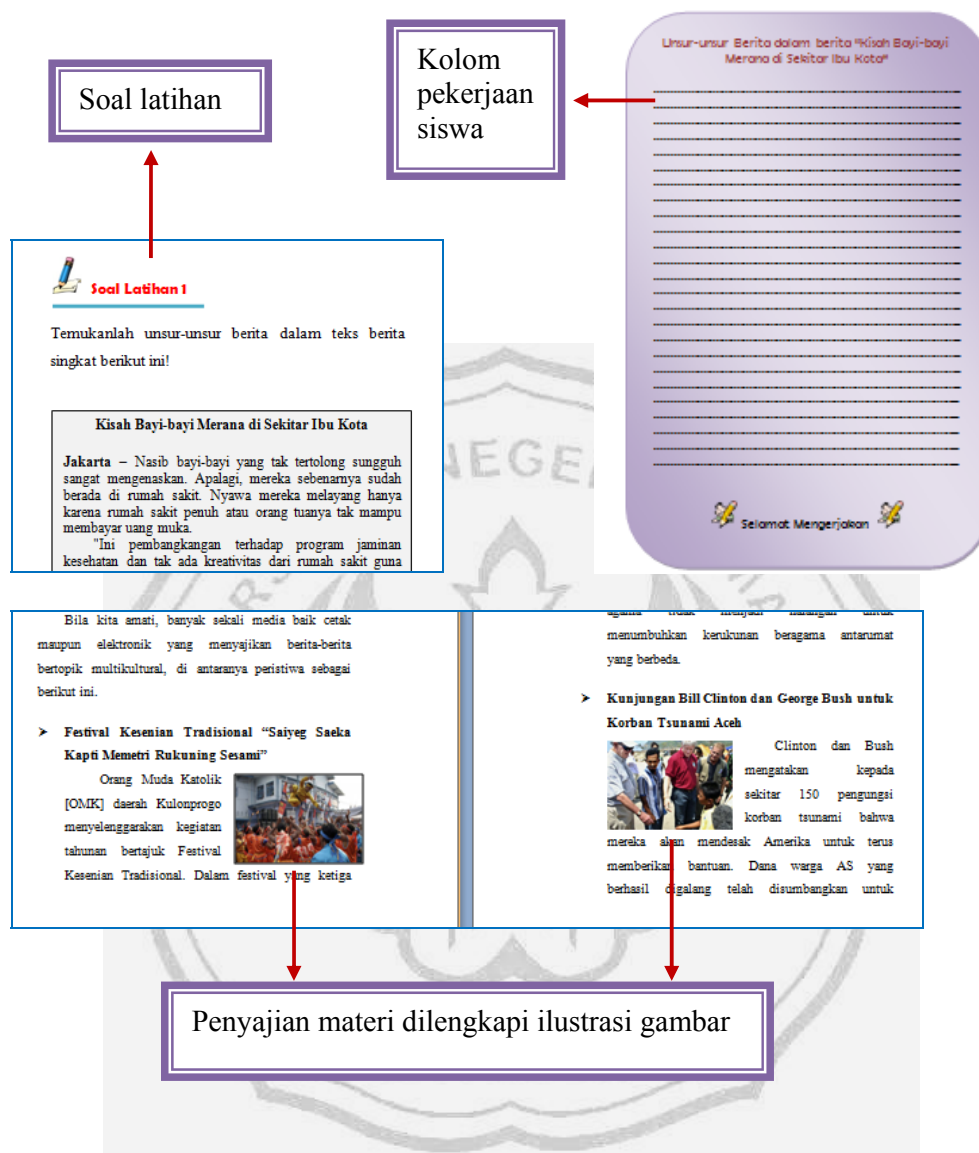 Soal latihan
Kolom
pekerjaan
siswa
Unsur-unsur Berita dalam berita "Kisah Bayi-bayi
Merana di Sekitar Ibu Kota"
Selamat Mengerjakan
Soal Latihan 1
Temukanlah unsur-unsur berita dalam teks berita
singkat berikut ini!
Kisah Bayi-bayi Merana di Sekitar Ibu Kota
Jakarta – Nasib bayi-bayi yang tak tertolong sungguh
sangat mengenaskan. Apalagi, mereka sebenarnya sudah
berada di rumah sakit. Nyawa mereka melayang hanya
karena rumah sakit penuh atau orang tuanya tak mampu
membayar uang muka.
"Ini pembangkangan terhadap program jaminan
kesehatan dan tak ada kreativitas dari rumah sakit guna
NEGE
Bila kita amati, banyak sekali media baik cetak
maupun elektronik yang menyajikan berita-berita
bertopik multikultural, di antaranya peristiwa sebagai
berikut ini.
➤ Festival Kesenian Tradisional “Saiyeg Saeka
Kapti Memetri Rukuning Sesami”
Orang Muda Katolik
[OMK] daerah Kulonprogo
menyelenggarakan kegiatan
tahunan bertajuk Festival
Kesenian Tradisional. Dalam festival yang ketiga
agama tidak menjadi halangan untuk
menumbuhkan kerukunan beragama antarumat
yang berbeda.
➤ Kunjungan Bill Clinton dan George Bush untuk
Korban Tsunami Aceh
Clinton dan Bush
mengatakan kepada
sekitar 150 pengungsi
korban tsunami bahwa
mereka akan mendesak Amerika untuk terus
memberikan bantuan. Dana warga AS yang
berhasil digalang telah disumbangkan untuk
Penyajian materi dilengkapi ilustrasi gambar